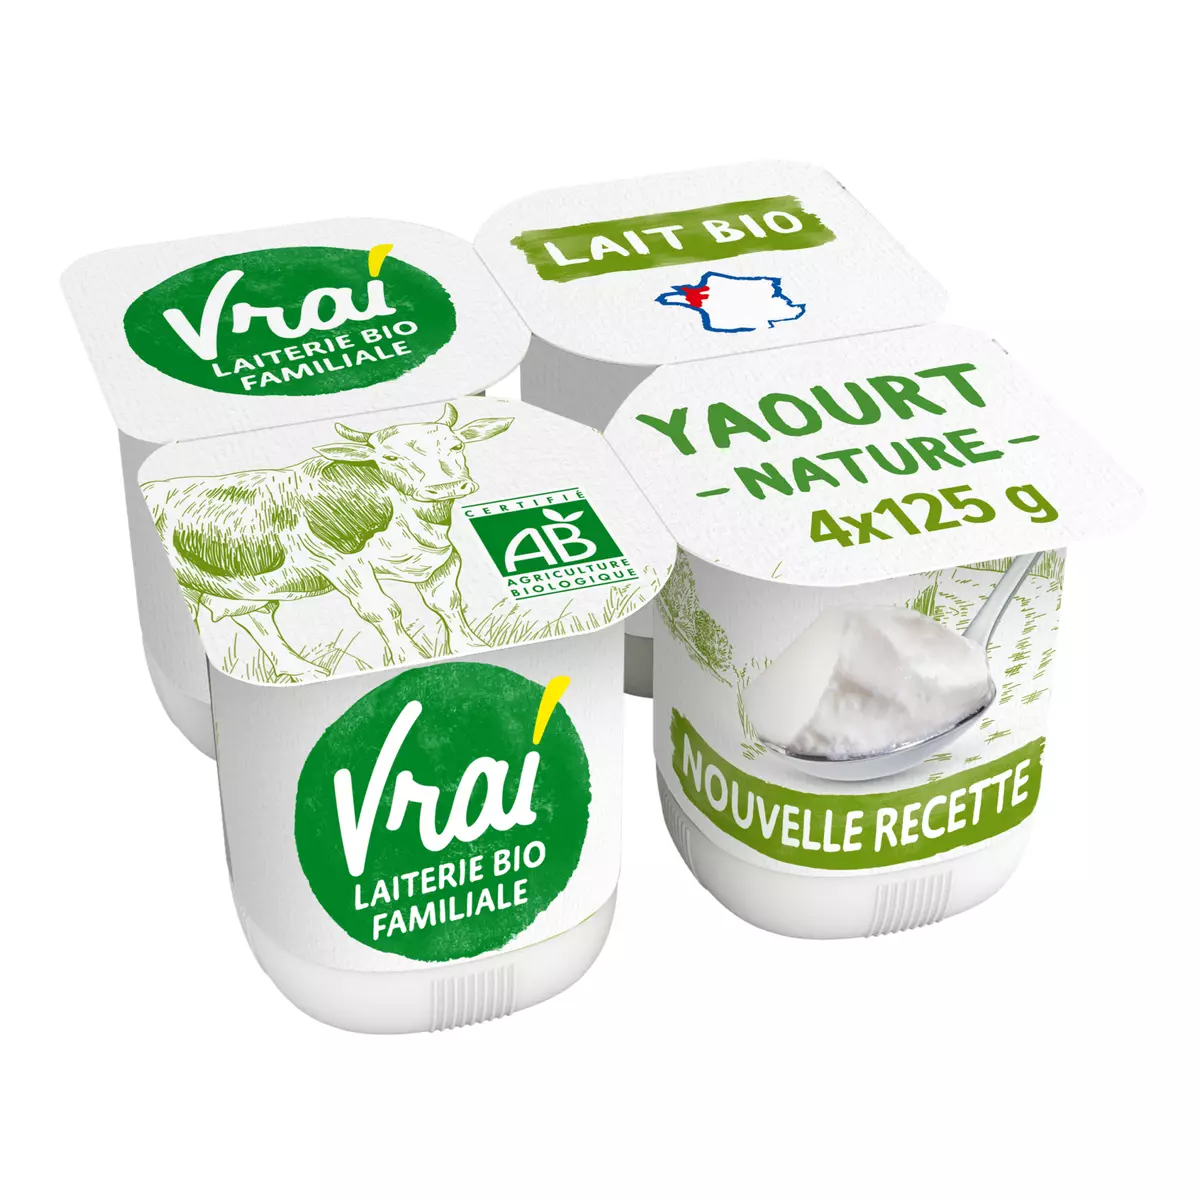 Vrai
LAITERIE BIO
FAMILIALE
LAIT BIO
YAOURT
- NATURE -
4x125 g
CERTIFIÉ
AB
AGRICULTURE
BIOLOGIQUE
Vrai
LAITERIE BIO
FAMILIALE
NOUVELLE RECETTE